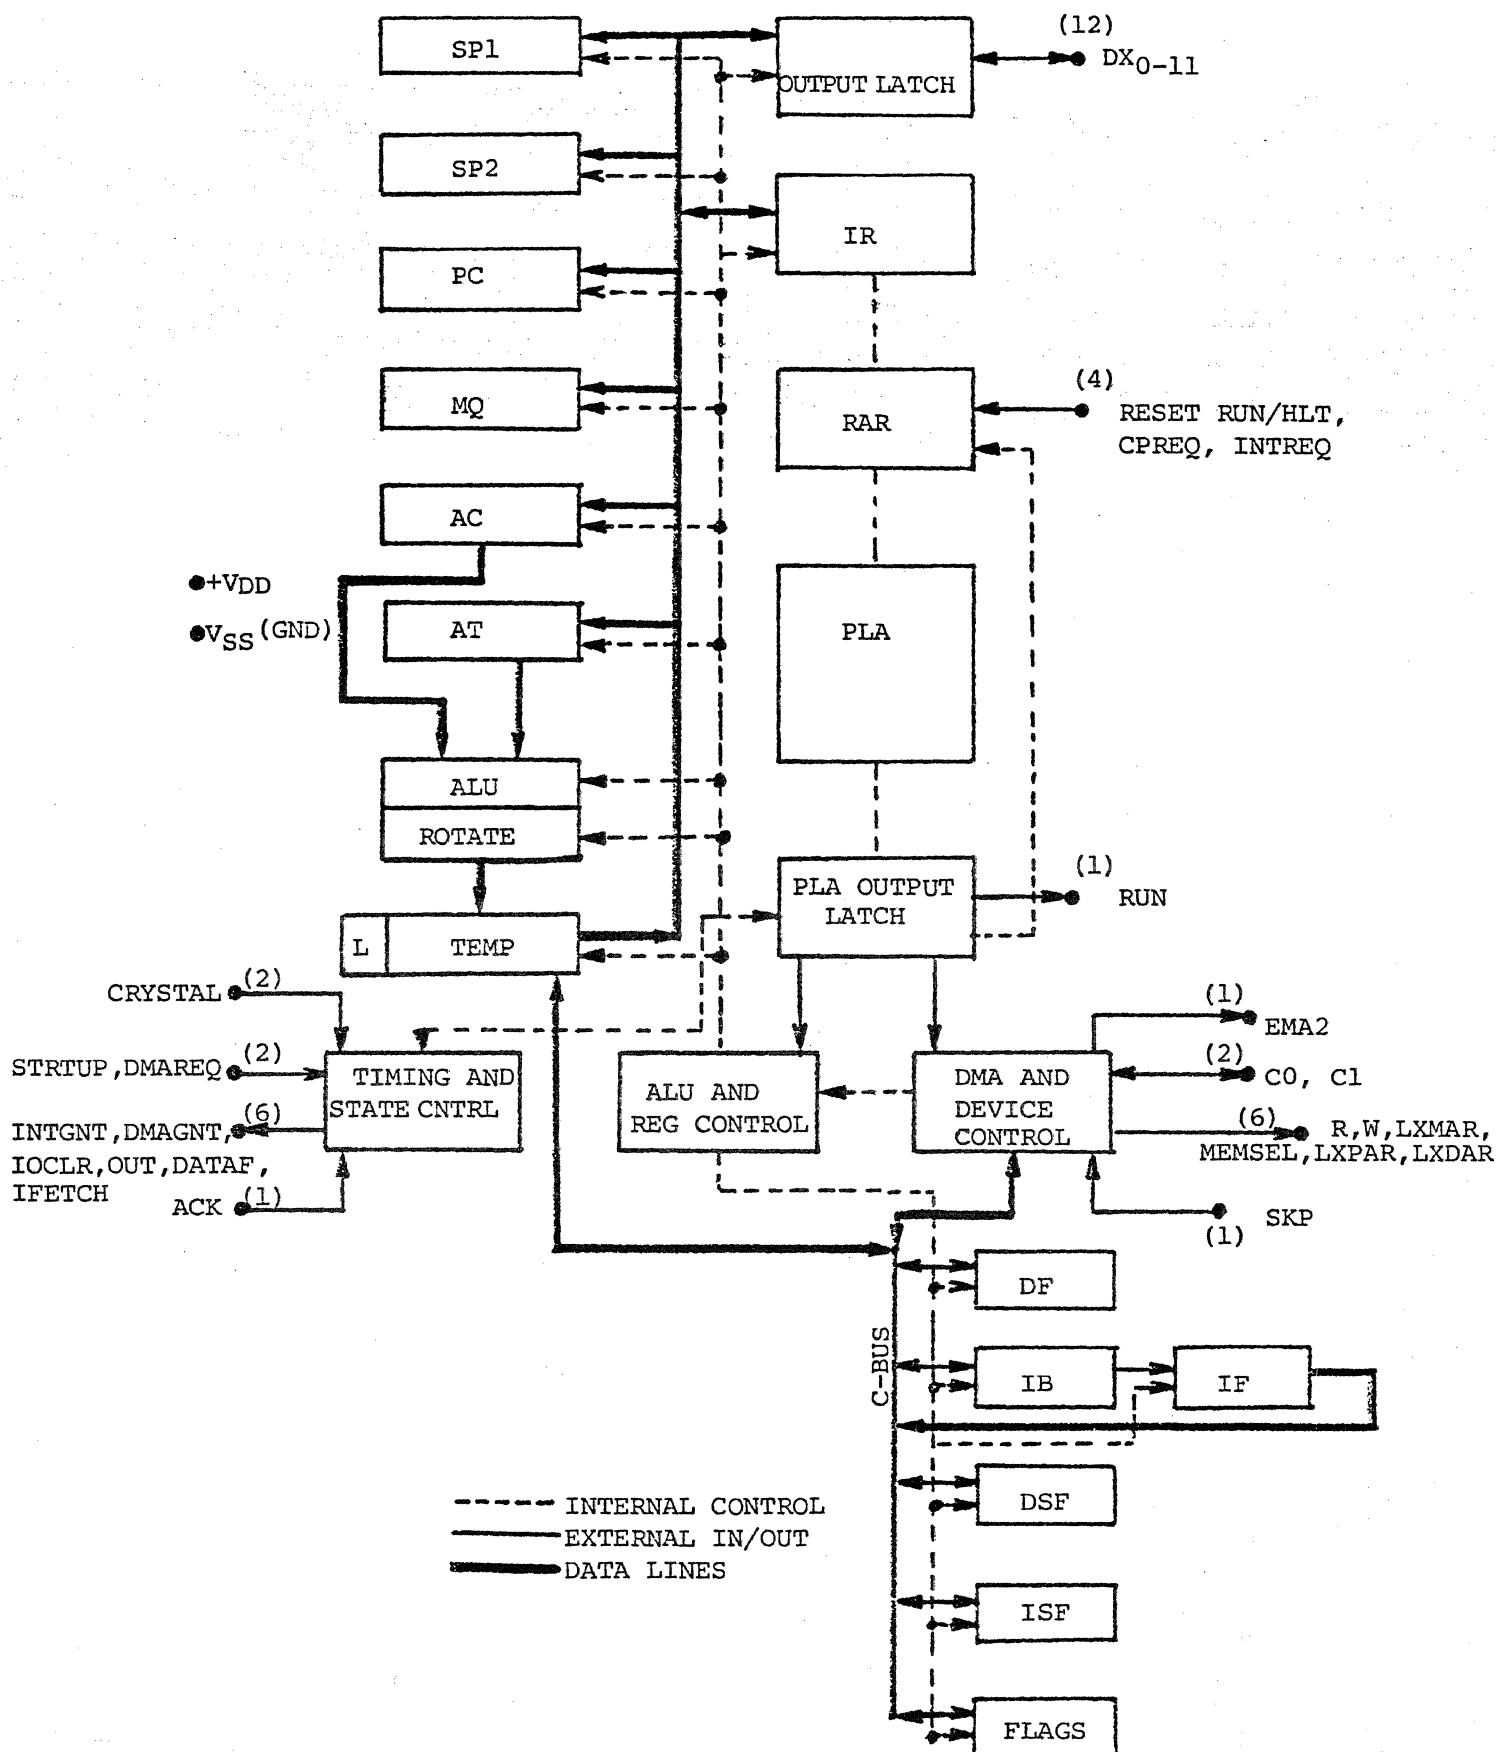 SP1
OUTPUT LATCH
(12)
DX0-11
SP2
IR
PC
MQ
RAR
(4)
RESET RUN/HLT,
CPREQ, INTREQ
AC
+VDD
VSS(GND)
AT
PLA
ALU
ROTATE
PLA OUTPUT
LATCH
(1)
RUN
L
TEMP
CRYSTAL
(2)
STRTUP,DMAREQ
(2)
TIMING AND
STATE CNTRL
INTGNT,DMAGNT,
(6)
IOCLR,OUT,DATAF,
IFETCH
ACK
(1)
ALU AND
REG CONTROL
DMA AND
DEVICE
CONTROL
(1)
EMA2
(2)
C0, C1
(6)
R,W,LXMAR,
MEMSEL,LXPAR,LXDAR
SKP
(1)
C-BUS
DF
IB
IF
DSF
ISF
FLAGS
INTERNAL CONTROL
EXTERNAL IN/OUT
DATA LINES